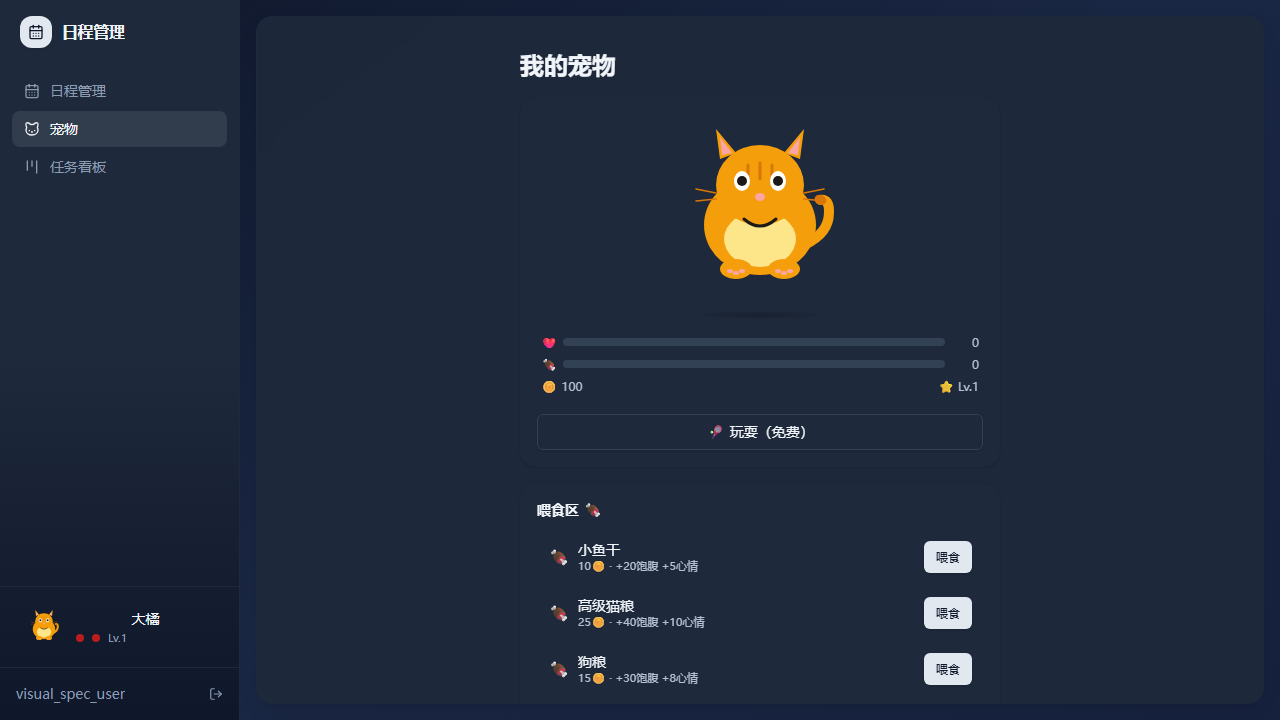 日程管理
日程管理
宠物
任务看板
大橘
Lv.1
visual_spec_user
我的宠物
0
0
100
Lv.1
玩耍（免费）
喂食区
小鱼干
10 - +20饱腹 +5心情
喂食
高级猫粮
25 - +40饱腹 +10心情
喂食
狗粮
15 - +30饱腹 +8心情
喂食